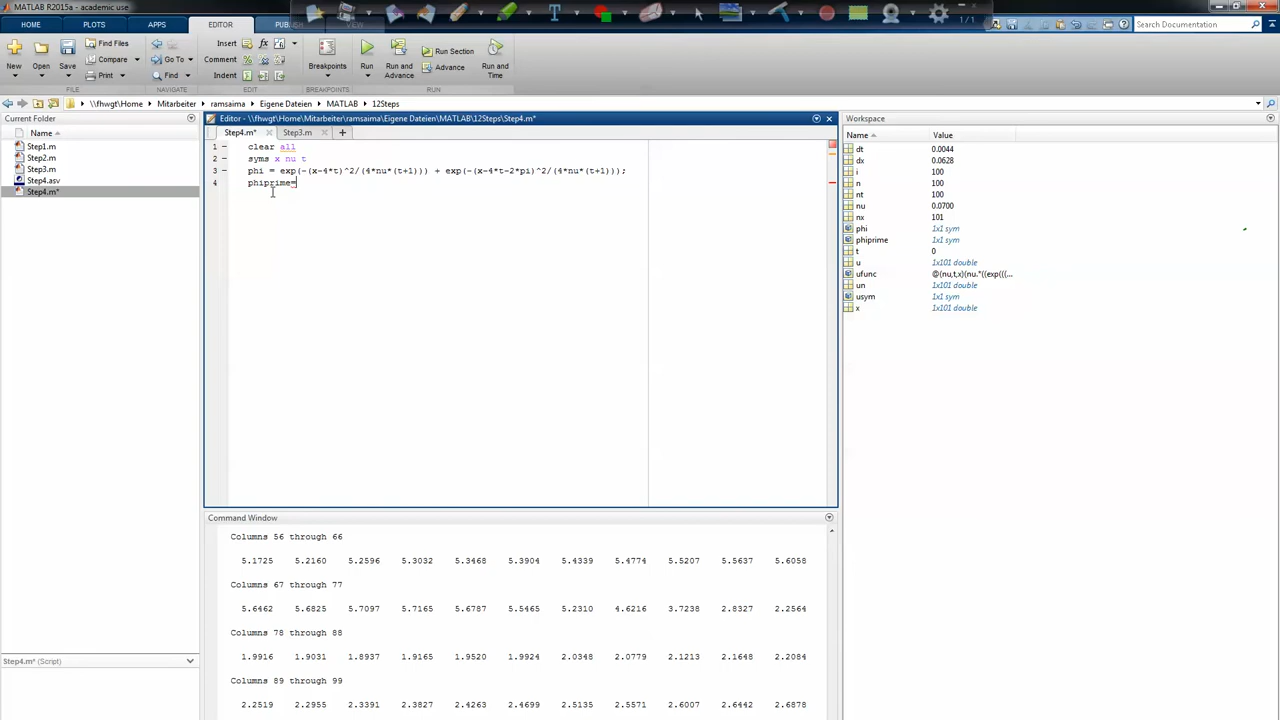 MATLAB R2015a - academic use
1/1
HOME PLOTS APPS EDITOR PUBLISH VIEW
Search Documentation
New Open Save Find Files Compare Print
Insert Comment Indent
Go To Find
Breakpoints
Run Run and Advance Run Section Advance Run and Time
FILE NAVIGATE EDIT BREAKPOINTS RUN
\\fhwgt\Home Mitarbeiter ramsaima Eigene Dateien MATLAB 12Steps
Current Folder
Name
Step1.m
Step2.m
Step3.m
Step4.asv
Step4.m*
Step4.m* (Script)
Editor - \\fhwgt\Home\Mitarbeiter\ramsaima\Eigene Dateien\MATLAB\12Steps\Step4.m*
Step4.m* Step3.m
1 clear all
2 syms x nu t
3 phi = exp(-(x-4*t)^2/(4*nu*(t+1))) + exp(-(x-4*t-2*pi)^2/(4*nu*(t+1)));
4 phiprime=
Command Window
Columns 56 through 66
5.1725 5.2160 5.2596 5.3032 5.3468 5.3904 5.4339 5.4774 5.5207 5.5637 5.6058
Columns 67 through 77
5.6462 5.6825 5.7097 5.7165 5.6787 5.5465 5.2310 4.6216 3.7238 2.8327 2.2564
Columns 78 through 88
1.9916 1.9031 1.8937 1.9165 1.9520 1.9924 2.0348 2.0779 2.1213 2.1648 2.2084
Columns 89 through 99
2.2519 2.2955 2.3391 2.3827 2.4263 2.4699 2.5135 2.5571 2.6007 2.6442 2.6878
Workspace
Name Value
dt 0.0044
dx 0.0628
i 100
n 100
nt 100
nu 0.0700
nx 101
phi 1x1 sym
phiprime 1x1 sym
t 0
u 1x101 double
ufunc @(nu,t,x)(nu.*((exp(((...
un 1x101 double
usym 1x1 sym
x 1x101 double